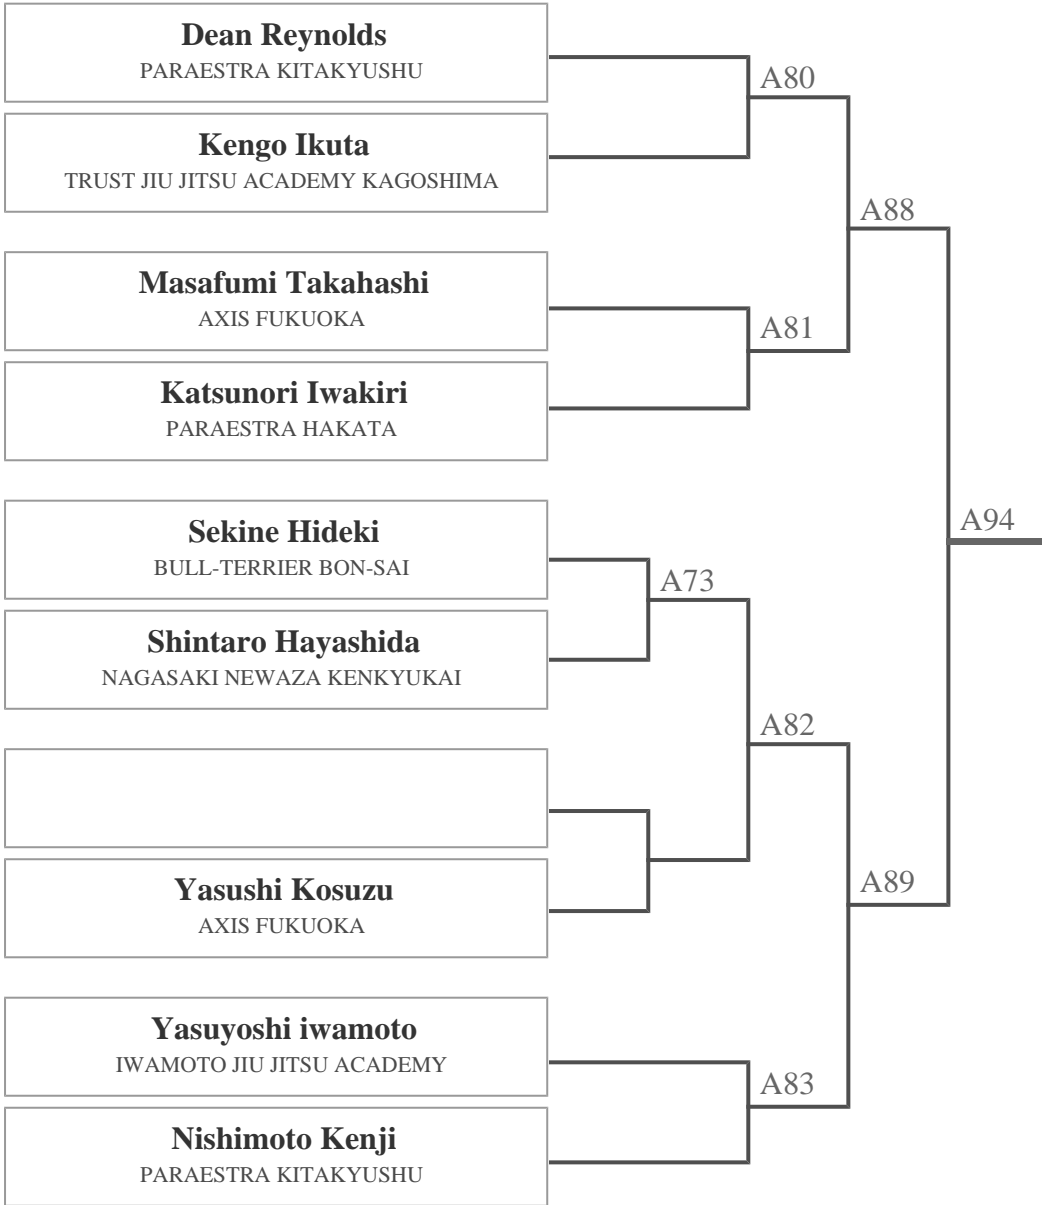 Dean Reynolds
PARAESTRA KITAKYUSHU
A80
Kengo Ikuta
TRUST JIU JITSU ACADEMY KAGOSHIMA
A88
Masafumi Takahashi
AXIS FUKUOKA
A81
Katsunori Iwakiri
PARAESTRA HAKATA
Sekine Hideki
BULL-TERRIER BON-SAI
A94
A73
Shintaro Hayashida
NAGASAKI NEWAZA KENKYUKAI
A82
Yasushi Kosuzu
AXIS FUKUOKA
A89
Yasuyoshi iwamoto
IWAMOTO JIU JITSU ACADEMY
A83
Nishimoto Kenji
PARAESTRA KITAKYUSHU